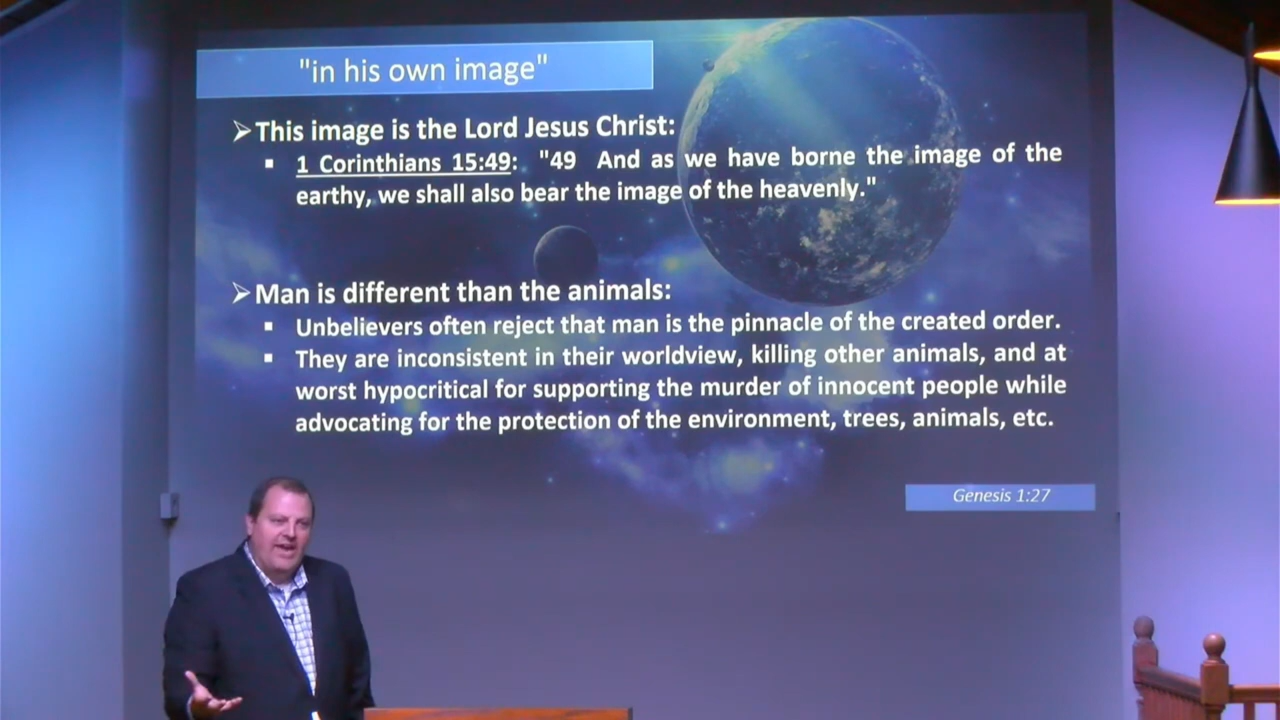 "in his own image"
➢This image is the Lord Jesus Christ:
▪ 1 Corinthians 15:49: "49 And as we have borne the image of the
earthy, we shall also bear the image of the heavenly."
➢Man is different than the animals:
▪ Unbelievers often reject that man is the pinnacle of the created order.
▪ They are inconsistent in their worldview, killing other animals, and at
worst hypocritical for supporting the murder of innocent people while
advocating for the protection of the environment, trees, animals, etc.
Genesis 1:27